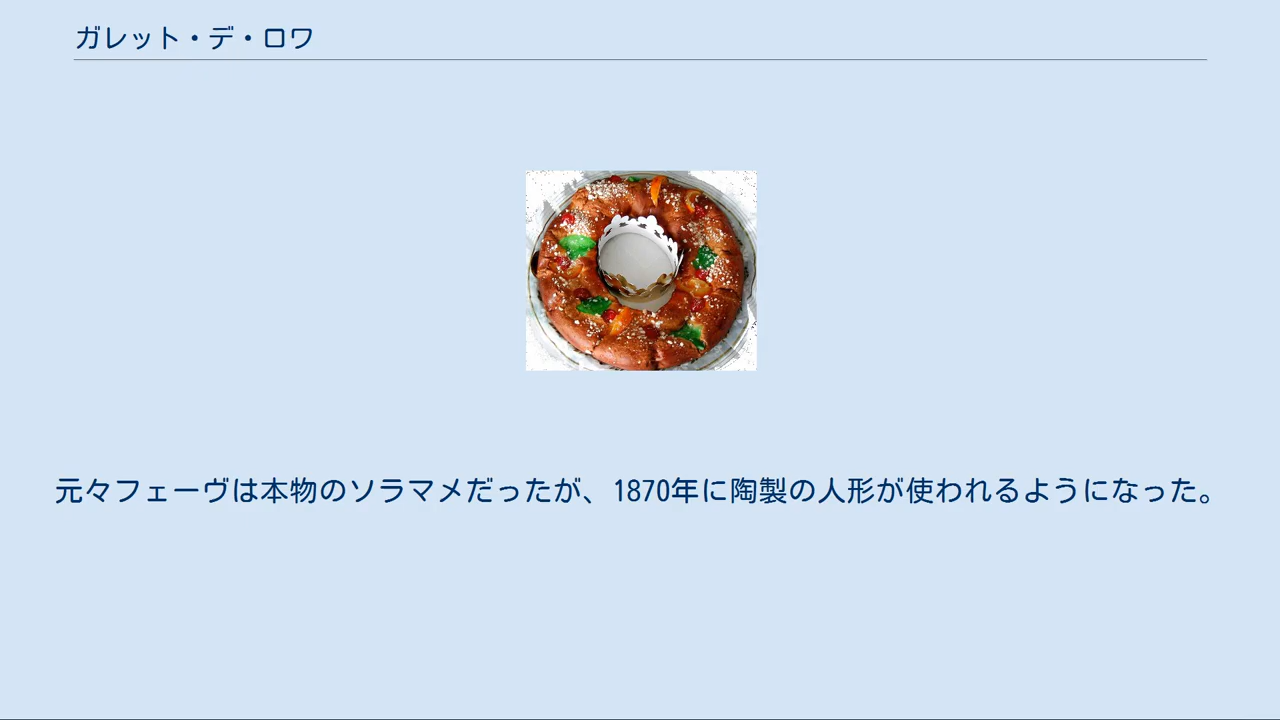 ガレット・デ・ロワ
元々フェーヴは本物のソラマメだったが、1870年に陶製の人形が使われるようになった。